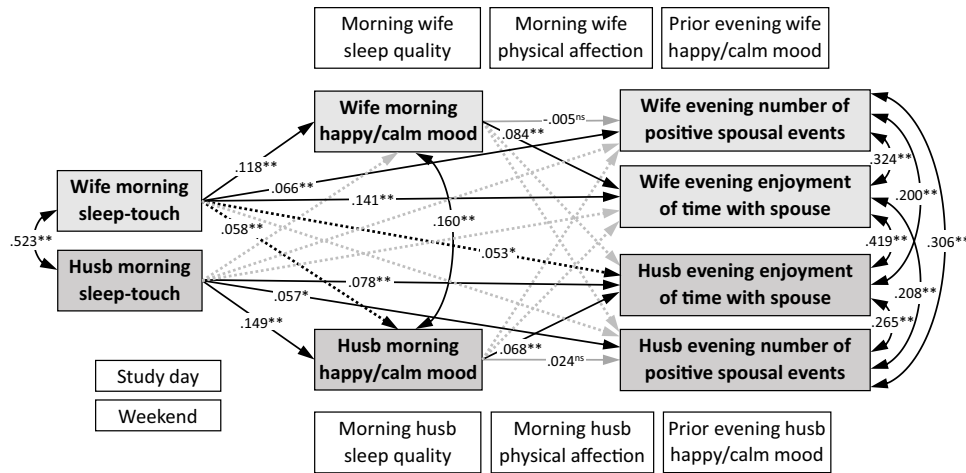 Morning wife
sleep quality
Morning wife
physical affection
Prior evening wife
happy/calm mood
Wife morning
happy/calm mood
Wife evening number of
positive spousal events
-.005ns
.084**
.118**
.324**
Wife morning
sleep-touch
.066**
.141**
Wife evening enjoyment
of time with spouse
.200**
.058**
.160**
.523**
.053*
.419**
.306**
Husb morning
sleep-touch
.078**
Husb evening enjoyment
of time with spouse
.057*
.208**
.149**
.265**
Husb morning
happy/calm mood
.068**
.024ns
Husb evening number of
positive spousal events
Study day
Weekend
Morning husb
sleep quality
Morning husb
physical affection
Prior evening husb
happy/calm mood